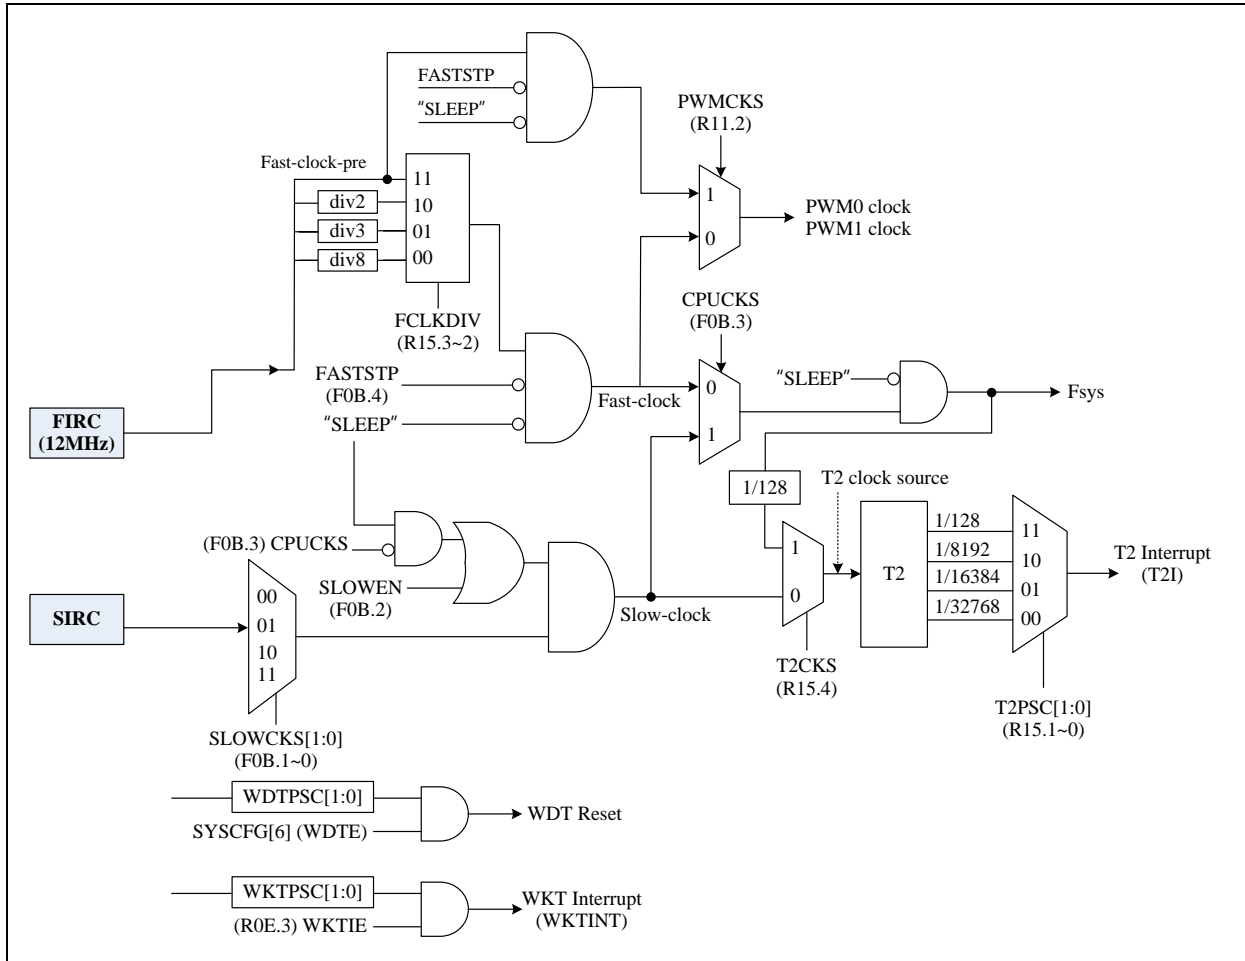 FASTSTP
"SLEEP"
PWMCKS
(R11.2)
Fast-clock-pre
11
div2
10
div3
01
div8
00
1
0
PWM0 clock
PWM1 clock
FCLKDIV
(R15.3~2)
CPUCKS
(F0B.3)
FIRC
(12MHz)
FASTSTP
(F0B.4)
"SLEEP"
Fast-clock
0
1
"SLEEP"
Fsys
1/128
T2 clock source
(F0B.3) CPUCKS
SLOWEN
(F0B.2)
SIRC
00
01
10
11
Slow-clock
1
0
T2
1/128
1/8192
1/16384
1/32768
11
10
01
00
T2 Interrupt
(T2I)
T2CKS
(R15.4)
T2PSC[1:0]
(R15.1~0)
SLOWCKS[1:0]
(F0B.1~0)
WDTPSC[1:0]
SYSCFG[6] (WDTE)
WDT Reset
WKTPSC[1:0]
(R0E.3) WKTIE
WKT Interrupt
(WKTINT)